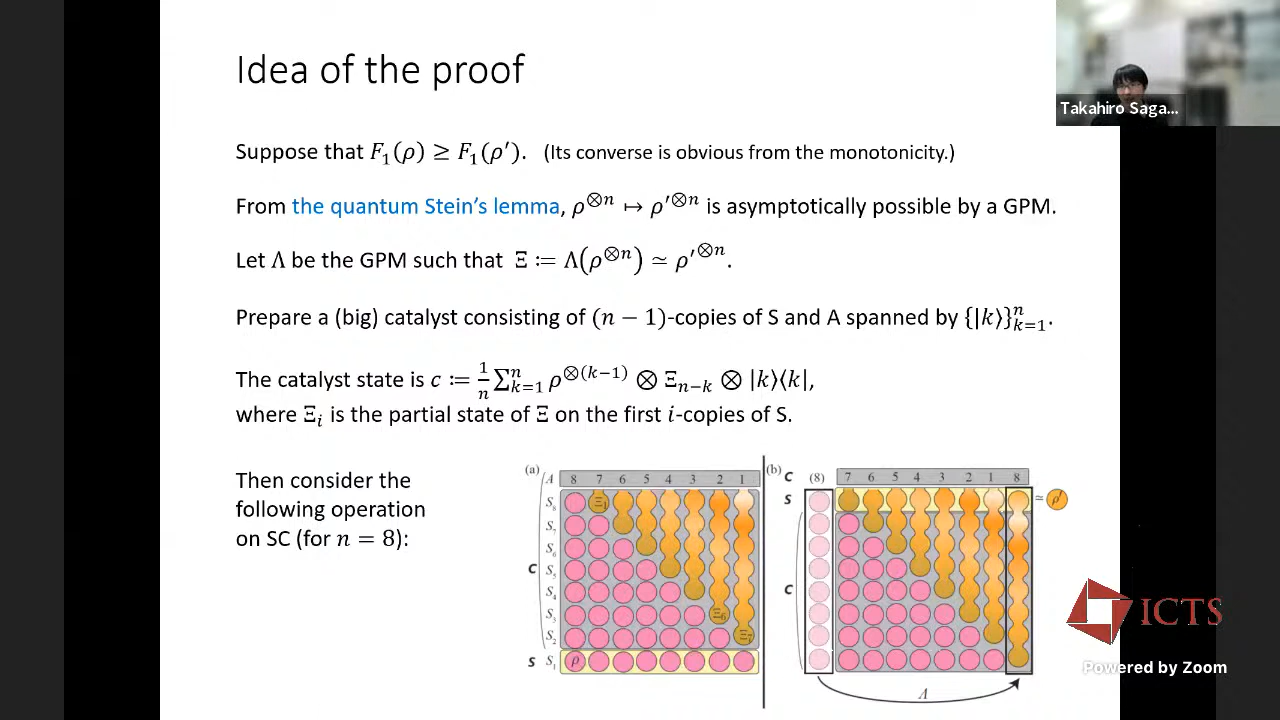 Idea of the proof
Takahiro Saga...
Suppose that F₁(ρ) ≥ F₁(ρ′). (Its converse is obvious from the monotonicity.)
From the quantum Stein's lemma, ρ^{⊗n} ↦ ρ′^{⊗n} is asymptotically possible by a GPM.
Let Λ be the GPM such that Ξ := Λ(ρ^{⊗n}) ≃ ρ′^{⊗n}.
Prepare a (big) catalyst consisting of (n − 1)-copies of S and A spanned by {|k⟩}ⁿₖ₌₁.
The catalyst state is c := 1/n ∑ⁿₖ₌₁ ρ^{⊗(k−1)} ⊗ Ξ_{n−k} ⊗ |k⟩⟨k|,
where Ξᵢ is the partial state of Ξ on the first i-copies of S.
Then consider the
following operation
on SC (for n = 8):
(a) A 8 7 6 5 4 3 2 1
S₈ Ξ₁
S₇
S₆
C S₅
S₄
S₃ Ξ₆
S₂ Ξ₇
S S₁ ρ
(b) C (8) 7 6 5 4 3 2 1 8
S ≃ ρ′
C
Λ
ICTS
Powered by Zoom